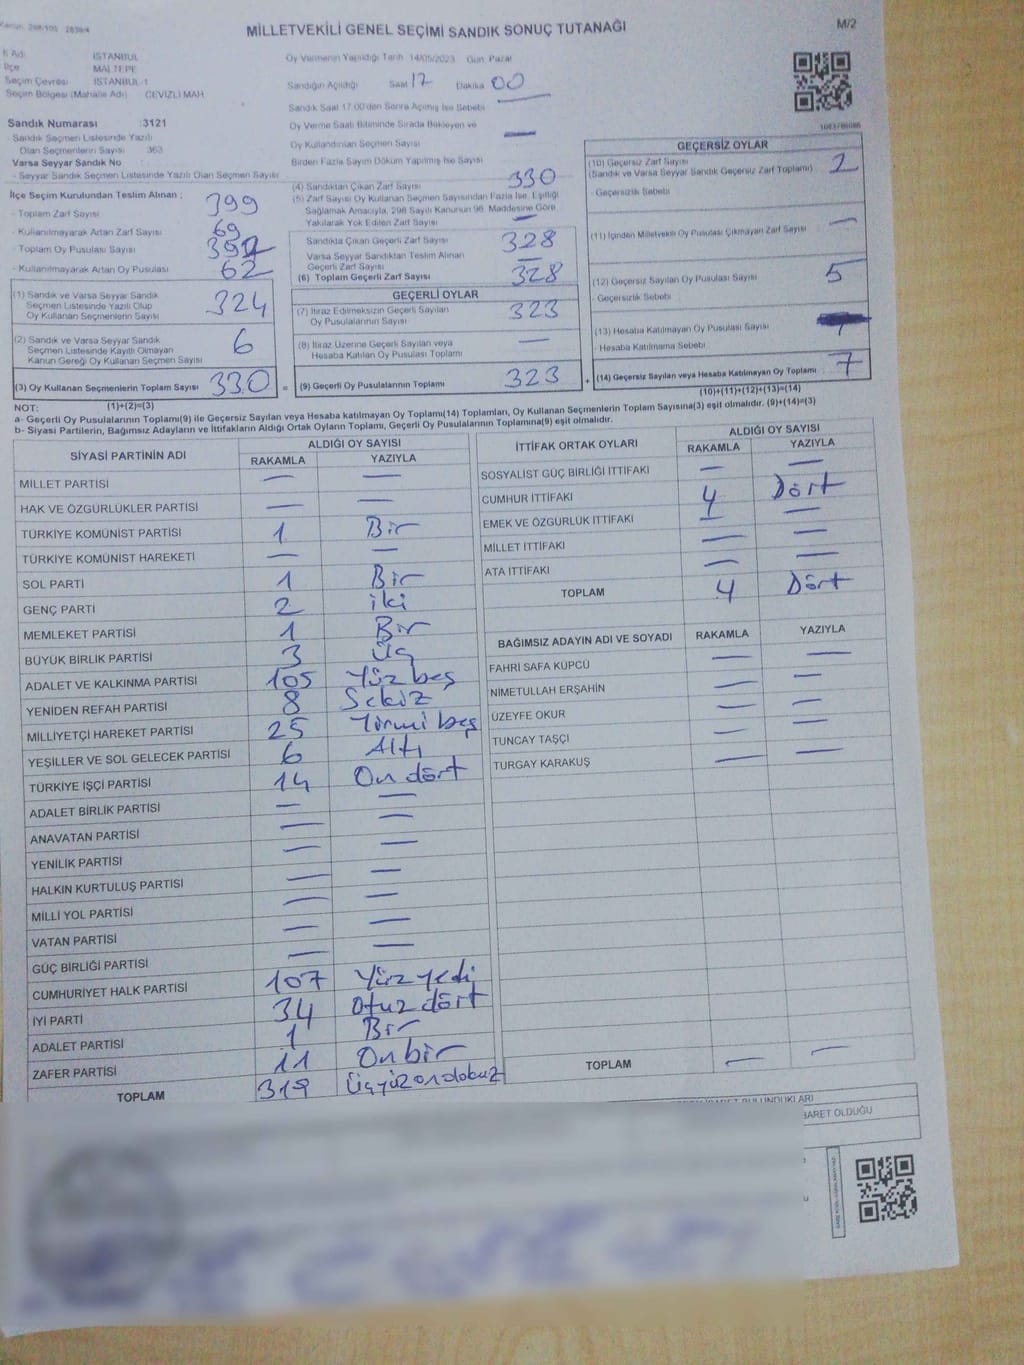 MİLLETVEKİLİ GENEL SEÇİMİ SANDIK SONUÇ TUTANAĞI
M/2
İl Adı : İSTANBUL
İlçe : MALTEPE
Seçim Çevresi : İSTANBUL-1
Seçim Bölgesi (Mahalle Adı) : CEVİZLİ MAH.
Oy Vermenin Yapıldığı Tarih 14/05/2023 Gün Pazar
Sandığın Açıldığı Saat 17 Dakika 00
Sandık Saat 17:00'den Sonra Açılmış İse Sebebi —
Oy Verme Saati Bitiminde Sırada Bekleyen ve
Oy Kullandırılan Seçmen Sayısı —
Birden Fazla Sayım Döküm Yapılmış İse Sayısı
Sandık Numarası :3121
- Sandık Seçmen Listesinde Yazılı
Olan Seçmenlerin Sayısı : 363
Varsa Seyyar Sandık No :
- Seyyar Sandık Seçmen Listesinde Yazılı Olan Seçmen Sayısı
İlçe Seçim Kurulundan Teslim Alınan ;
- Toplam Zarf Sayısı 399
- Kullanılmayarak Artan Zarf Sayısı 69
- Toplam Oy Pusulası Sayısı
- Kullanılmayarak Artan Oy Pusulası 62
(1) Sandık ve Varsa Seyyar Sandık
Seçmen Listesinde Yazılı Olup
Oy Kullanan Seçmenlerin Sayısı 324
(2) Sandık ve Varsa Seyyar Sandık
Seçmen Listesinde Kayıtlı Olmayan
Kanun Gereği Oy Kullanan Seçmen Sayısı 6
(3) Oy Kullanan Seçmenlerin Toplam Sayısı 330 =
(1)+(2)=(3)
(4) Sandıktan Çıkan Zarf Sayısı 330
(5) Zarf Sayısı Oy Kullanan Seçmen Sayısından Fazla İse, Eşitliği
Sağlamak Amacıyla, 298 Sayılı Kanunun 98. Maddesine Göre
Yakılarak Yok Edilen Zarf Sayısı —
Sandıkta Çıkan Geçerli Zarf Sayısı 328
Varsa Seyyar Sandıktan Teslim Alınan
Geçerli Zarf Sayısı —
(6) Toplam Geçerli Zarf Sayısı 328
GEÇERLİ OYLAR
(7) İtiraz Edilmeksizin Geçerli Sayılan
Oy Pusulalarının Sayısı 323
(8) İtiraz Üzerine Geçerli Sayılan veya
Hesaba Katılan Oy Pusulası Toplamı —
(9) Geçerli Oy Pusulalarının Toplamı 323 +
GEÇERSİZ OYLAR
(10) Geçersiz Zarf Sayısı
(Sandık ve Varsa Seyyar Sandık Geçersiz Zarf Toplamı) 2
- Geçersizlik Sebebi :
(11) İçinden Milletvekili Oy Pusulası Çıkmayan Zarf Sayısı —
(12) Geçersiz Sayılan Oy Pusulası Sayısı 5
- Geçersizlik Sebebi :
(13) Hesaba Katılmayan Oy Pusulası Sayısı
- Hesaba Katılmama Sebebi :
(14) Geçersiz Sayılan veya Hesaba Katılmayan Oy Toplamı 7
(10)+(11)+(12)+(13)=(14)
NOT:
a- Geçerli Oy Pusulalarının Toplamı(9) ile Geçersiz Sayılan veya Hesaba katılmayan Oy Toplamı(14) Toplamları, Oy Kullanan Seçmenlerin Toplam Sayısına(3) eşit olmalıdır. (9)+(14)=(3)
b- Siyasi Partilerin, Bağımsız Adayların ve İttifakların Aldığı Ortak Oyların Toplamı, Geçerli Oy Pusulalarının Toplamına(9) eşit olmalıdır.
SİYASİ PARTİNİN ADI
ALDIĞI OY SAYISI
RAKAMLA YAZIYLA
MİLLET PARTİSİ — —
HAK VE ÖZGÜRLÜKLER PARTİSİ — —
TÜRKİYE KOMÜNİST PARTİSİ 1 Bir
TÜRKİYE KOMÜNİST HAREKETİ — —
SOL PARTİ 1 Bir
GENÇ PARTİ 2 iki
MEMLEKET PARTİSİ 1 Bir
BÜYÜK BİRLİK PARTİSİ 3 Üç
ADALET VE KALKINMA PARTİSİ 105 Yüz beş
YENİDEN REFAH PARTİSİ 8 Sekiz
MİLLİYETÇİ HAREKET PARTİSİ 25 Yirmi beş
YEŞİLLER VE SOL GELECEK PARTİSİ 6 Altı
TÜRKİYE İŞÇİ PARTİSİ 14 On dört
ADALET BİRLİK PARTİSİ — —
ANAVATAN PARTİSİ — —
YENİLİK PARTİSİ — —
HALKIN KURTULUŞ PARTİSİ — —
MİLLİ YOL PARTİSİ — —
VATAN PARTİSİ — —
GÜÇ BİRLİĞİ PARTİSİ — —
CUMHURİYET HALK PARTİSİ 107 Yüz yedi
İYİ PARTİ 34 Otuz dört
ADALET PARTİSİ 1 Bir
ZAFER PARTİSİ 11 On bir
TOPLAM 319 Üçyüz on dokuz
İTTİFAK ORTAK OYLARI
ALDIĞI OY SAYISI
RAKAMLA YAZIYLA
SOSYALİST GÜÇ BİRLİĞİ İTTİFAKI — —
CUMHUR İTTİFAKI 4 Dört
EMEK VE ÖZGÜRLÜK İTTİFAKI — —
MİLLET İTTİFAKI — —
ATA İTTİFAKI — —
TOPLAM 4 Dört
BAĞIMSIZ ADAYIN ADI VE SOYADI RAKAMLA YAZIYLA
FAHRİ SAFA KÜPCÜ — —
NİMETULLAH ERŞAHİN — —
ÜZEYFE OKUR — —
TUNCAY TAŞÇI — —
TURGAY KARAKUŞ — —
TOPLAM — —
BARET OLDUĞU